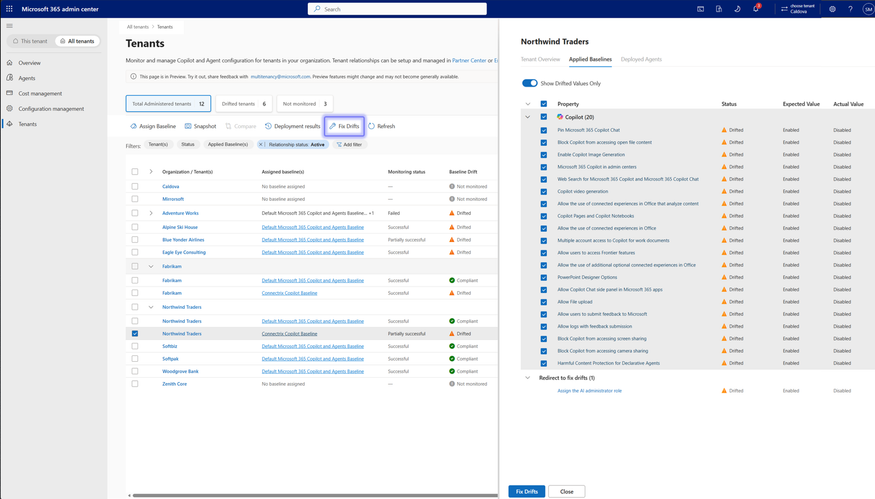 Microsoft 365 admin center
Search
3
choose tenant
Caldova
SM
This tenant
All tenants
Overview
Agents
Cost management
Configuration management
Tenants
All tenants > Tenants
Tenants
Monitor and manage Copilot and Agent configuration for tenants in your organization. Tenant relationships can be setup and managed in Partner Center or E
This page is in Preview. Try it out, share feedback with multitenancy@microsoft.com. Preview features might change and may not become generally available.
Total Administered tenants 12
Drifted tenants 6
Not monitored 3
Assign Baseline
Snapshot
Compare
Deployment results
Fix Drifts
Refresh
Filters:
Tenant(s)
Status
Applied Baseline(s)
Relationship status: Active
Add filter
Organization / Tenant(s) Assigned baseline(s) Monitoring status Baseline Drift
Caldova No baseline assigned — Not monitored
Mirrorsoft No baseline assigned — Not monitored
Adventure Works Default Microsoft 365 Copilot and Agents Baseline... +1 Failed Drifted
Alpine Ski House Default Microsoft 365 Copilot and Agents Baseline Successful Drifted
Blue Yonder Airlines Default Microsoft 365 Copilot and Agents Baseline Partially successful Drifted
Eagle Eye Consulting Default Microsoft 365 Copilot and Agents Baseline Successful Drifted
Fabrikam
Fabrikam Default Microsoft 365 Copilot and Agents Baseline Successful Compliant
Fabrikam Connectrix Copilot Baseline Successful Drifted
Northwind Traders
Northwind Traders Default Microsoft 365 Copilot and Agents Baseline Successful Compliant
Northwind Traders Connectrix Copilot Baseline Partially successful Drifted
Softbiz Default Microsoft 365 Copilot and Agents Baseline Successful Compliant
Softpak Default Microsoft 365 Copilot and Agents Baseline Successful Compliant
Woodgrove Bank Default Microsoft 365 Copilot and Agents Baseline Successful Compliant
Zenith Core No baseline assigned — Not monitored
Northwind Traders
Tenant Overview
Applied Baselines
Deployed Agents
Show Drifted Values Only
Property Status Expected Value Actual Value
Copilot (20)
Pin Microsoft 365 Copilot Chat Drifted Enabled Disabled
Block Copilot from accessing open file content Drifted Enabled Disabled
Enable Copilot Image Generation Drifted Enabled Disabled
Microsoft 365 Copilot in admin centers Drifted Enabled Disabled
Web Search for Microsoft 365 Copilot and Microsoft 365 Copilot Chat Drifted Enabled Disabled
Copilot video generation Drifted Enabled Disabled
Allow the use of connected experiences in Office that analyze content Drifted Enabled Disabled
Copilot Pages and Copilot Notebooks Drifted Enabled Disabled
Allow the use of connected experiences in Office Drifted Enabled Disabled
Multiple account access to Copilot for work documents Drifted Enabled Disabled
Allow users to access Frontier features Drifted Enabled Disabled
Allow the use of additional optional connected experiences in Office Drifted Enabled Disabled
PowerPoint Designer Options Drifted Enabled Disabled
Allow Copilot Chat side panel in Microsoft 365 apps Drifted Enabled Disabled
Allow File upload Drifted Enabled Disabled
Allow users to submit feedback to Microsoft Drifted Enabled Disabled
Allow logs with feedback submission Drifted Enabled Disabled
Block Copilot from accessing screen sharing Drifted Enabled Disabled
Block Copilot from accessing camera sharing Drifted Enabled Disabled
Harmful Content Protection for Declarative Agents Drifted Enabled Disabled
Redirect to fix drifts (1)
Assign the AI administrator role Drifted Enabled Disabled
Fix Drifts
Close